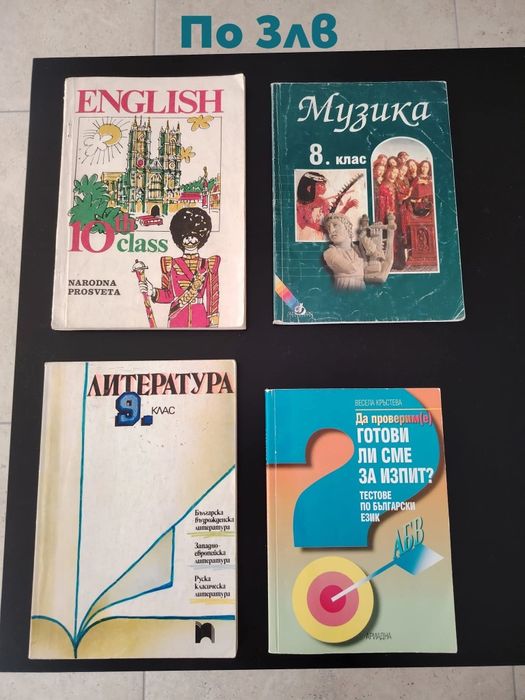 По 3лв
ENGLISH
10th
class
NARODNA
PROSVETA
Музика
8. клас
ЛИТЕРАТУРА
9. КЛАС
Българска
възрожденска
литература
Западно-
европейска
литература
Руска
класическа
литература
ВЕСЕЛА КРЪСТЕВА
Да проверим(е)
ГОТОВИ
ЛИ СМЕ
ЗА ИЗПИТ?
ТЕСТОВЕ
ПО БЪЛГАРСКИ
ЕЗИК
АБВ
АРИАДНА